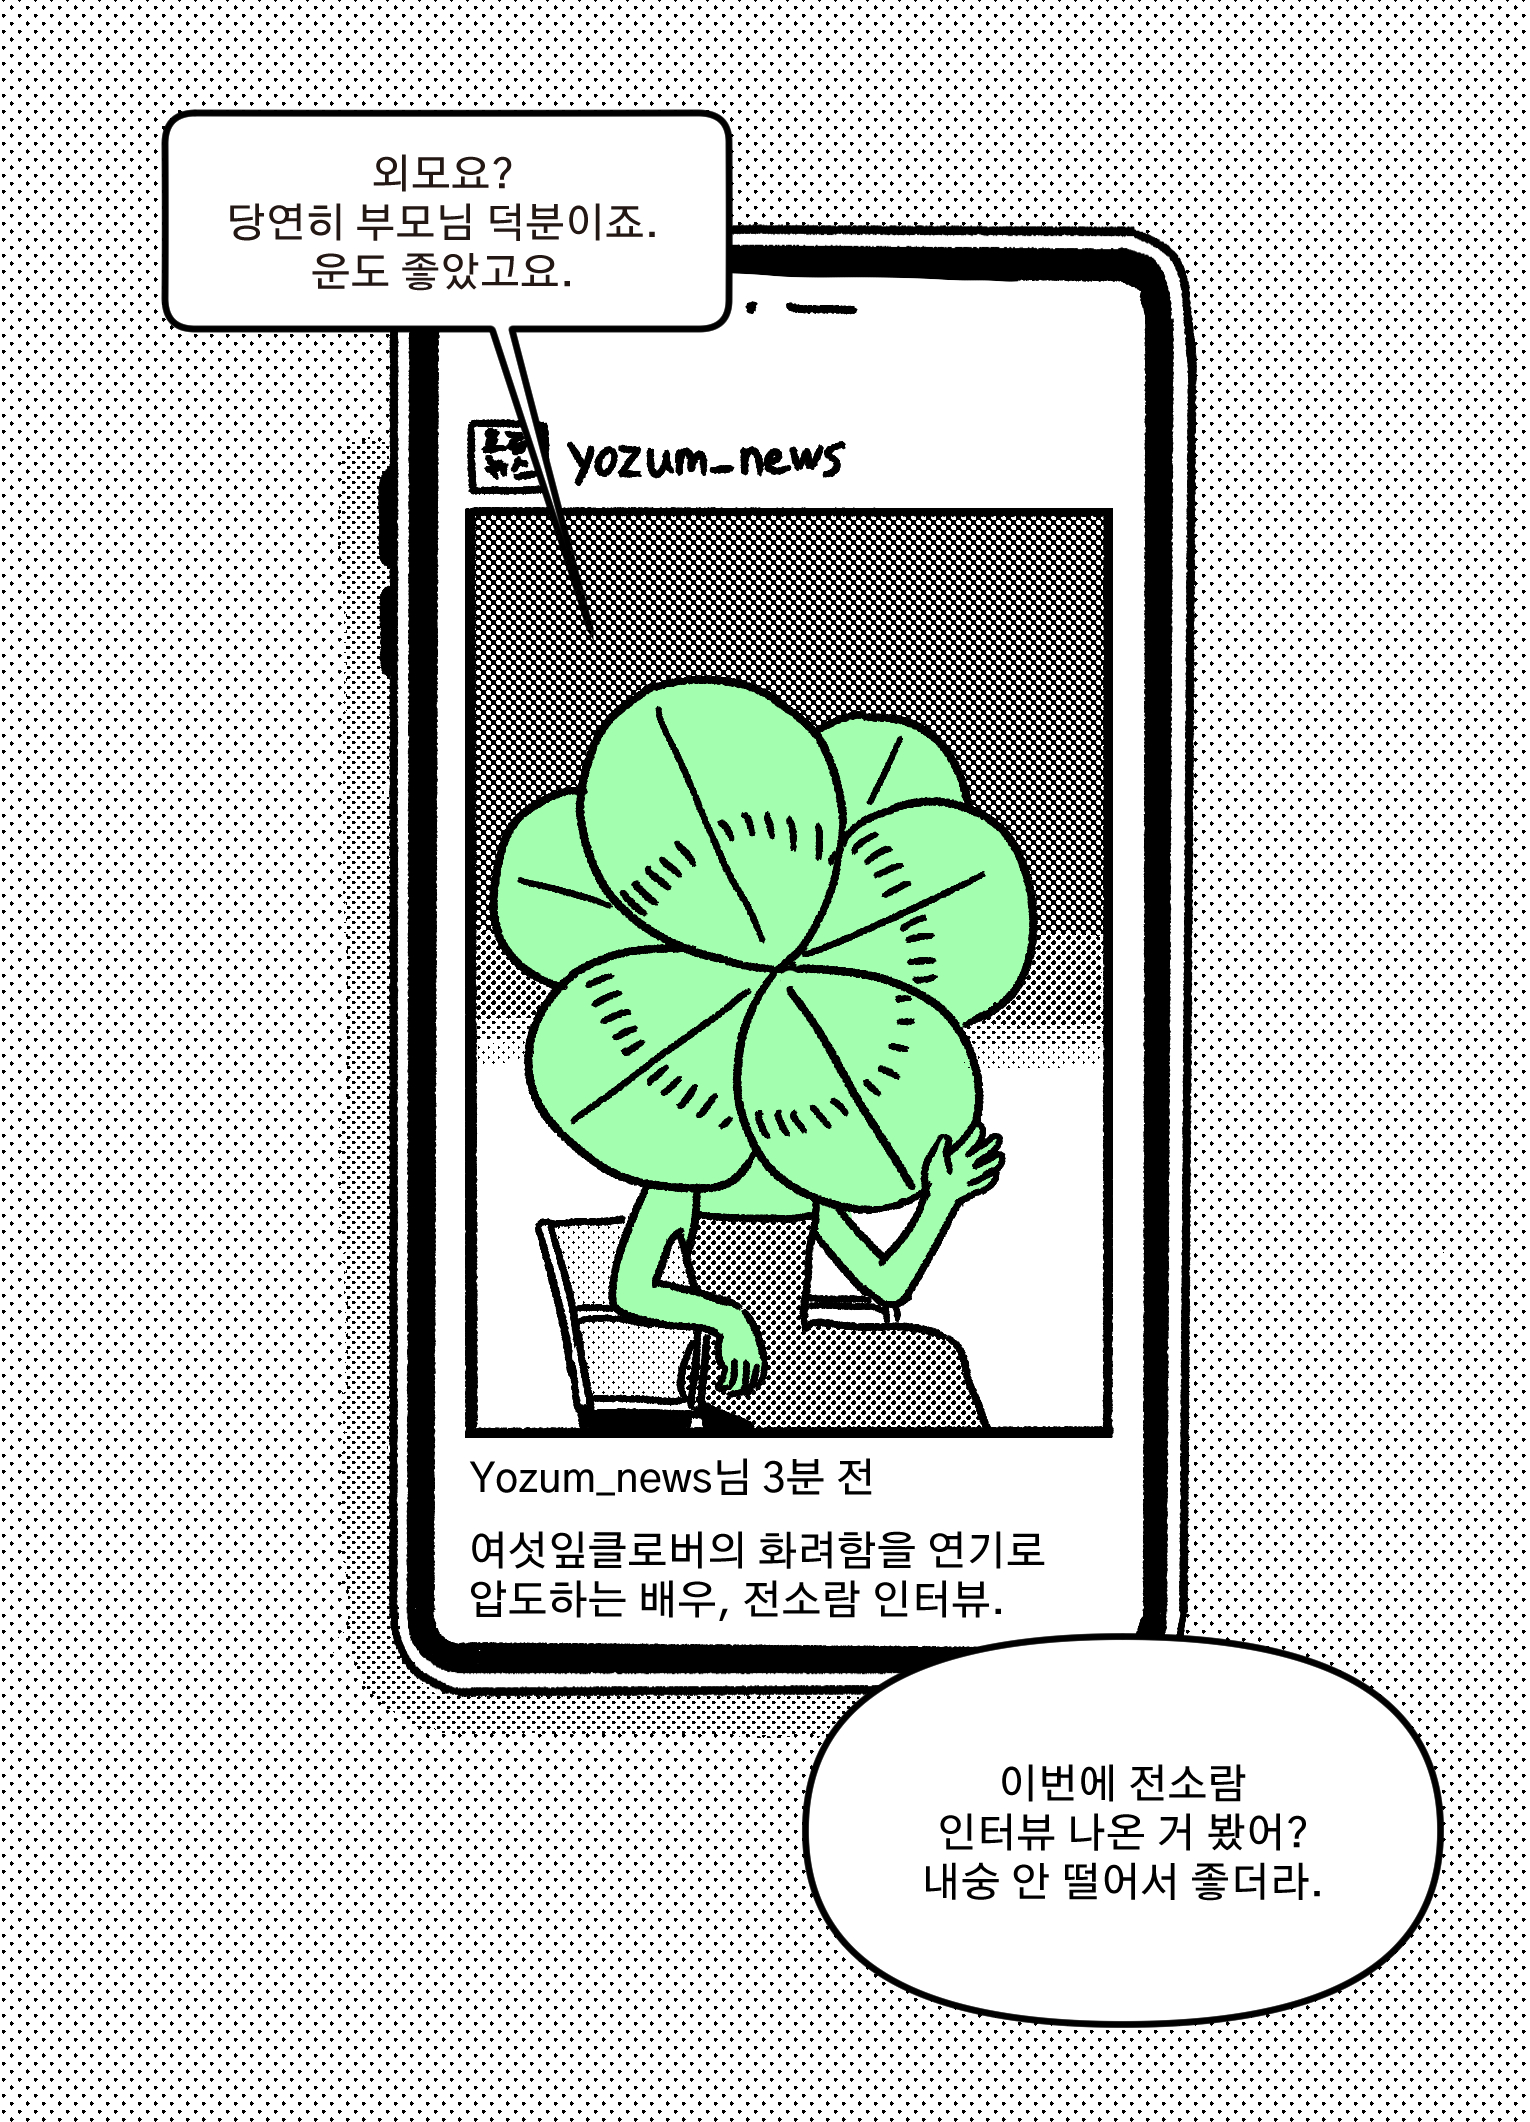 외모요?
당연히 부모님 덕분이죠.
운도 좋았고요.
yozum_news
Yozum_news님 3분 전
여섯잎클로버의 화려함을 연기로
압도하는 배우, 전소람 인터뷰.
이번에 전소람
인터뷰 나온 거 봤어?
내숭 안 떨어서 좋더라.